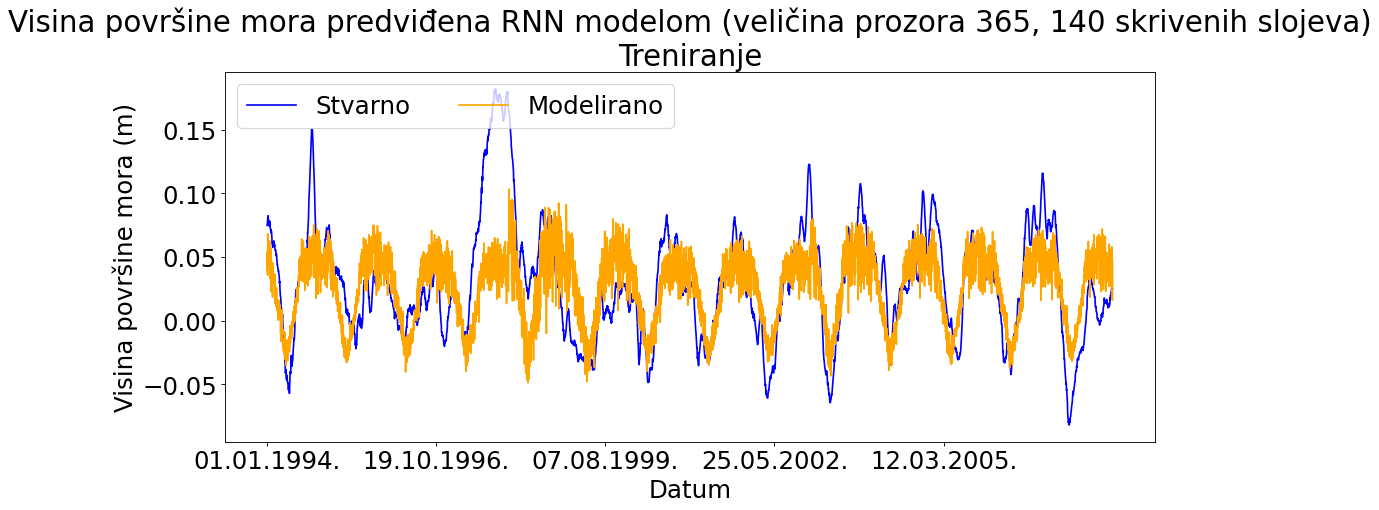 Visina površine mora predviđena RNN modelom (veličina prozora 365, 140 skrivenih slojeva)
Treniranje
Stvarno Modelirano
Visina površine mora (m)
0.15
0.10
0.05
0.00
−0.05
01.01.1994. 19.10.1996. 07.08.1999. 25.05.2002. 12.03.2005.
Datum